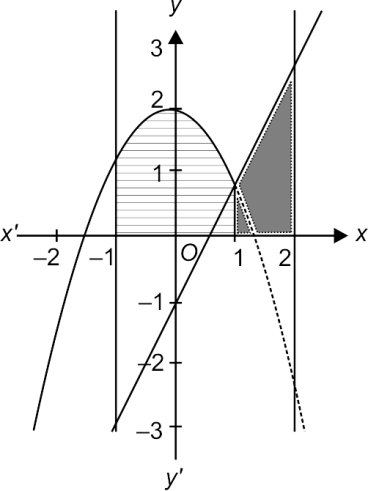 y
3
2
1
x′ –2 –1 O 1 2 x
–1
–2
–3
y′